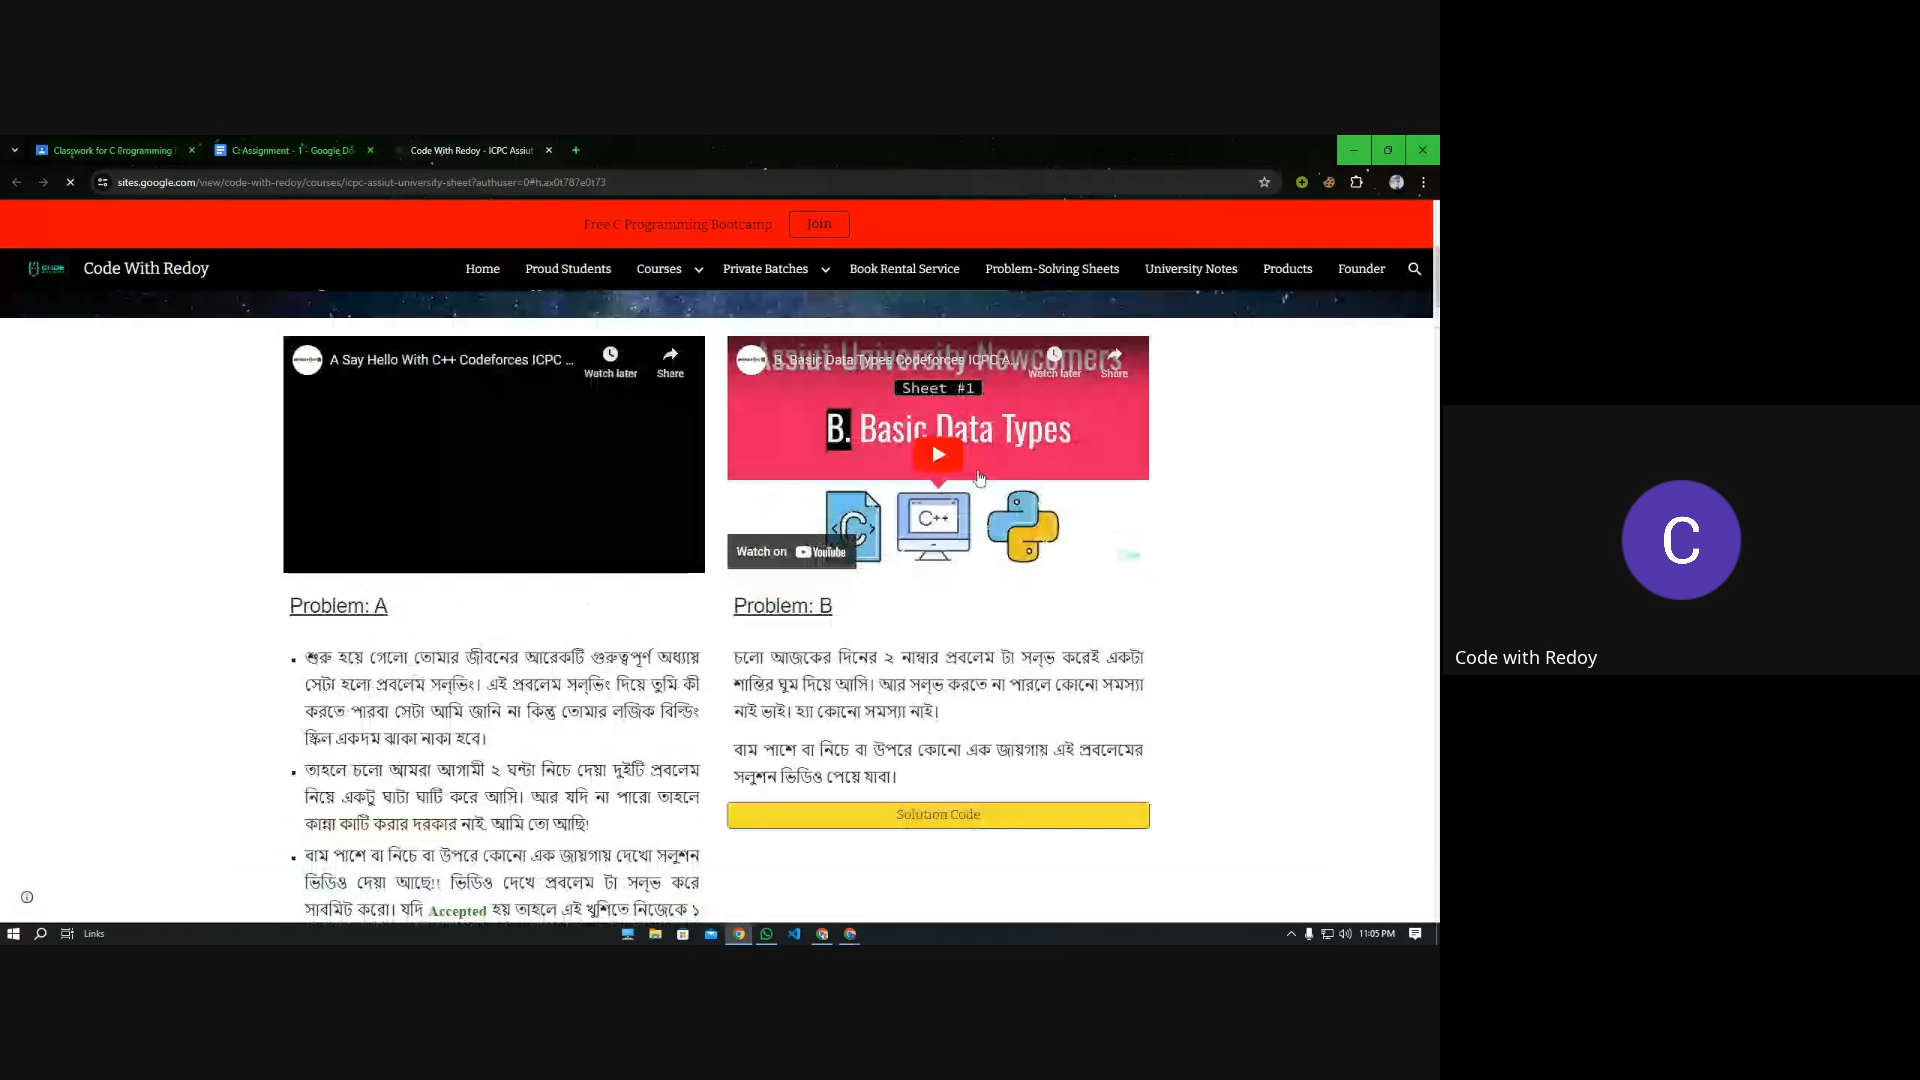 Classwork for C Programming
C Assignment - 1 - Google Do
Code With Redoy - ICPC Assiut
sites.google.com/view/code-with-redoy/courses/icpc-assiut-university-sheet?authuser=0#h.ax0t787e0t73
Free C Programming Bootcamp
Join
Code With Redoy
Home
Proud Students
Courses
Private Batches
Book Rental Service
Problem-Solving Sheets
University Notes
Products
Founder
A Say Hello With C++ Codeforces ICPC ...
Watch later
Share
B. Basic Data Types Codeforces ICPC A...
Watch later
Share
Assiut University Newcomers
Sheet #1
B. Basic Data Types
C
C++
Watch on YouTube
Problem: A
শুরু হয়ে গেলো তোমার জীবনের আরেকটি গুরুত্বপূর্ণ অধ্যায়
সেটা হলো প্রবলেম সল্ভিং। এই প্রবলেম সল্ভিং দিয়ে তুমি কী
করতে পারবা সেটা আমি জানি না কিন্তু তোমার লজিক বিল্ডিং
স্কিল একদম ঝাকা নাকা হবে।
তাহলে চলো আমরা আগামী ২ ঘন্টা নিচে দেয়া দুইটি প্রবলেম
নিয়ে একটু ঘাটা ঘাটি করে আসি। আর যদি না পারো তাহলে
কান্না কাটি করার দরকার নাই, আমি তো আছি!
বাম পাশে বা নিচে বা উপরে কোনো এক জায়গায় দেখো সলুশন
ভিডিও দেয়া আছে!! ভিডিও দেখে প্রবলেম টা সল্ভ করে
সাবমিট করো। যদি Accepted হয় তাহলে এই খুশিতে নিজেকে ১
Problem: B
চলো আজকের দিনের ২ নাম্বার প্রবলেম টা সল্ভ করেই একটা
শান্তির ঘুম দিয়ে আসি। আর সল্ভ করতে না পারলে কোনো সমস্যা
নাই ভাই। হ্যা কোনো সমস্যা নাই।
বাম পাশে বা নিচে বা উপরে কোনো এক জায়গায় এই প্রবলেমের
সলুশন ভিডিও পেয়ে যাবা।
Solution Code
Links
11:05 PM
C
Code with Redoy